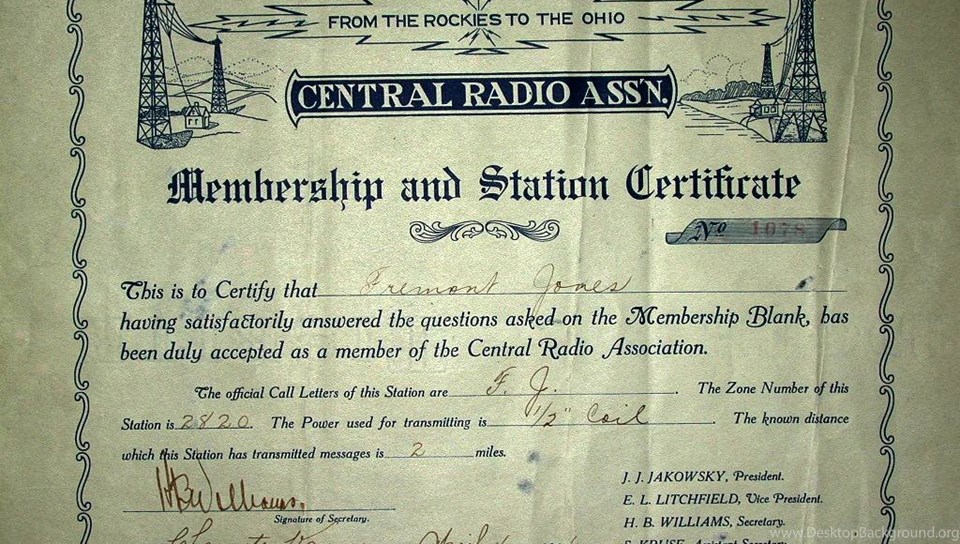 FROM THE ROCKIES TO THE OHIO
CENTRAL RADIO ASS'N.
Membership and Station Certificate
No 1078
This is to Certify that Fremont Jones
having satisfactorily answered the questions asked on the Membership Blank, has
been duly accepted as a member of the Central Radio Association.
The official Call Letters of this Station are F. J. . The Zone Number of this
Station is 2820. The Power used for transmitting is 1/2" Coil . The known distance
which this Station has transmitted messages is 2 miles.
HB Williams,
Signature of Secretary.
J. J. JAKOWSKY, President.
E. L. LITCHFIELD, Vice President.
H. B. WILLIAMS, Secretary.
S. KRUSE, Assistant Secretary
www.DesktopBackground.org